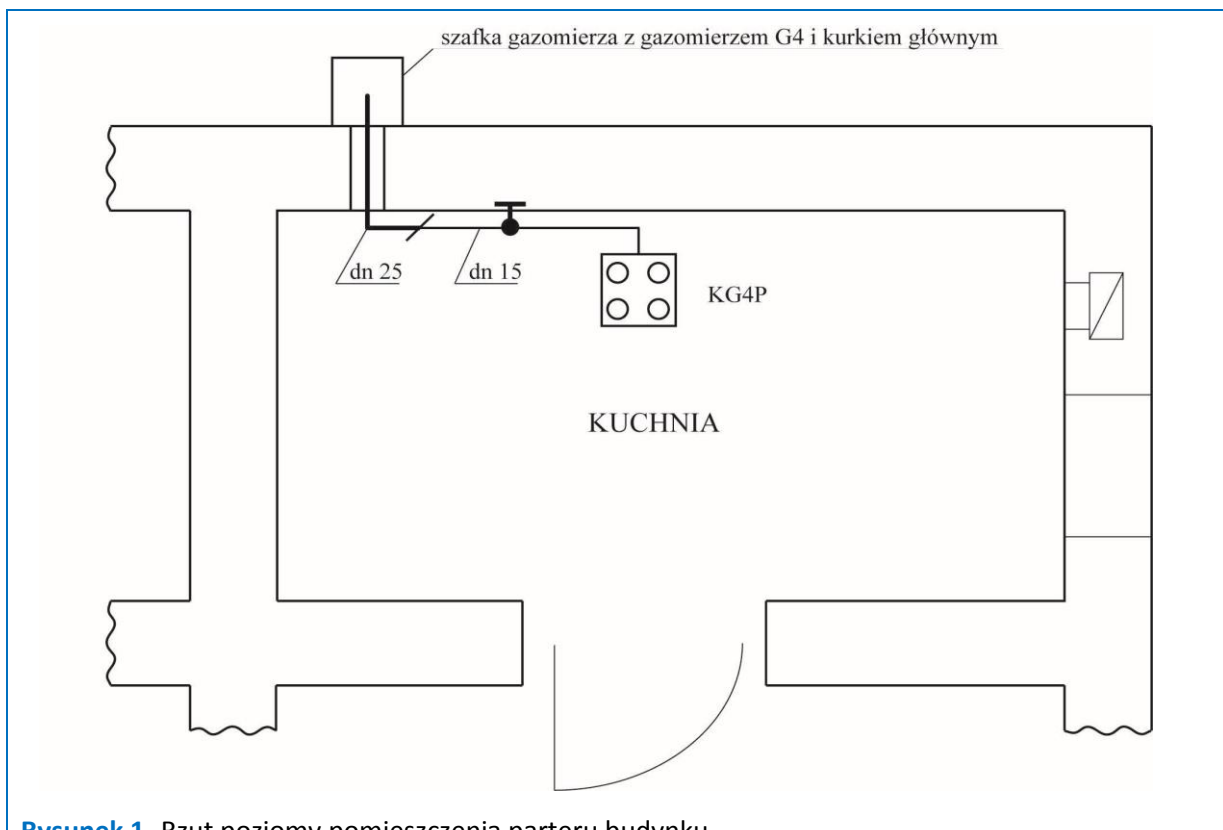 szafka gazomierza z gazomierzem G4 i kurkiem głównym
dn 25
dn 15
KG4P
KUCHNIA
Rysunek 1. Rzut poziomy pomieszczenia parteru budynku